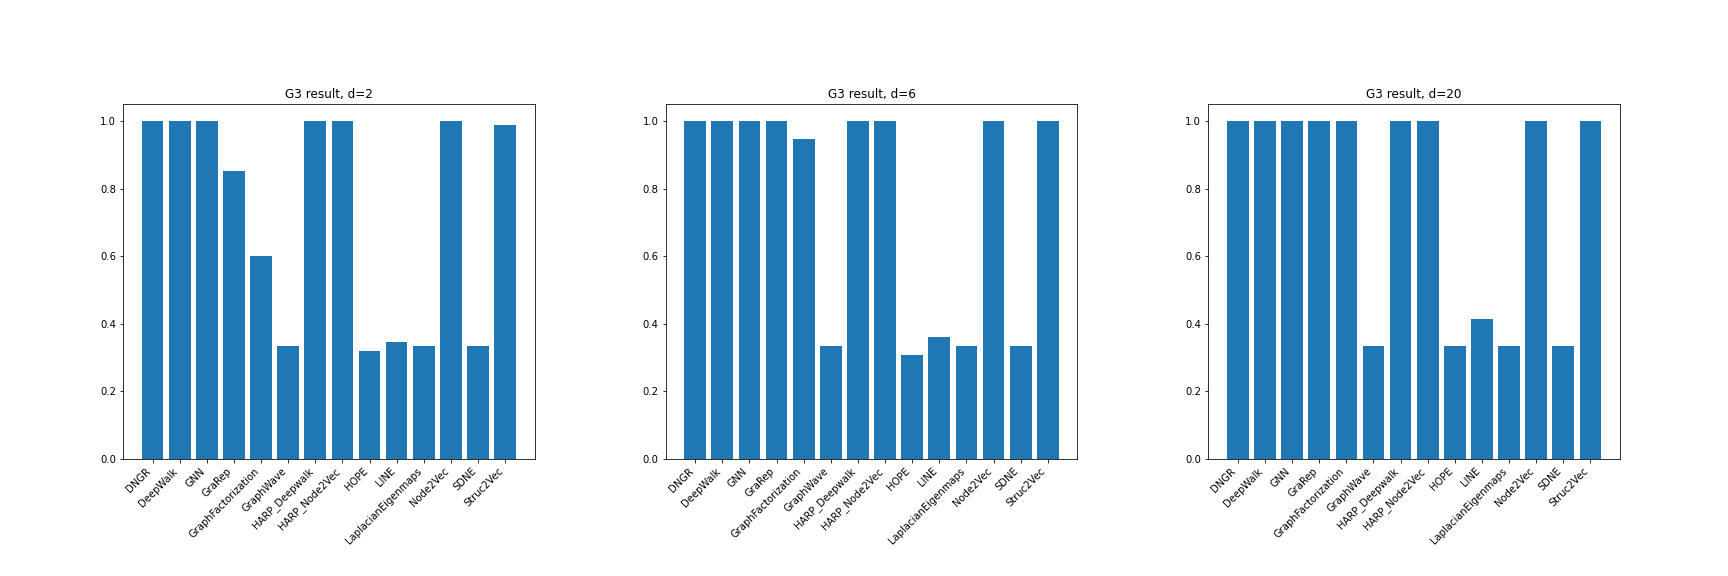 G3 result, d=2
1.0
0.8
0.6
0.4
0.2
0.0
DNGR
DeepWalk
GNN
GraRep
GraphFactorization
GraphWave
HARP_Deepwalk
HARP_Node2Vec
HOPE
LINE
LaplacianEigenmaps
Node2Vec
SDNE
Struc2Vec
G3 result, d=6
1.0
0.8
0.6
0.4
0.2
0.0
DNGR
DeepWalk
GNN
GraRep
GraphFactorization
GraphWave
HARP_Deepwalk
HARP_Node2Vec
HOPE
LINE
LaplacianEigenmaps
Node2Vec
SDNE
Struc2Vec
G3 result, d=20
1.0
0.8
0.6
0.4
0.2
0.0
DNGR
DeepWalk
GNN
GraRep
GraphFactorization
GraphWave
HARP_Deepwalk
HARP_Node2Vec
HOPE
LINE
LaplacianEigenmaps
Node2Vec
SDNE
Struc2Vec